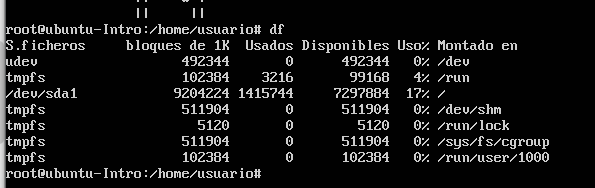 ||     ||
root@ubuntu-Intro:/home/usuario# df
S.ficheros     bloques de 1K  Usados Disponibles Uso% Montado en
udev                  492344       0      492344   0% /dev
tmpfs                 102384    3216       99168   4% /run
/dev/sda1            9204224 1415744     7297884  17% /
tmpfs                 511904       0      511904   0% /dev/shm
tmpfs                   5120       0        5120   0% /run/lock
tmpfs                 511904       0      511904   0% /sys/fs/cgroup
tmpfs                 102384       0      102384   0% /run/user/1000
root@ubuntu-Intro:/home/usuario#